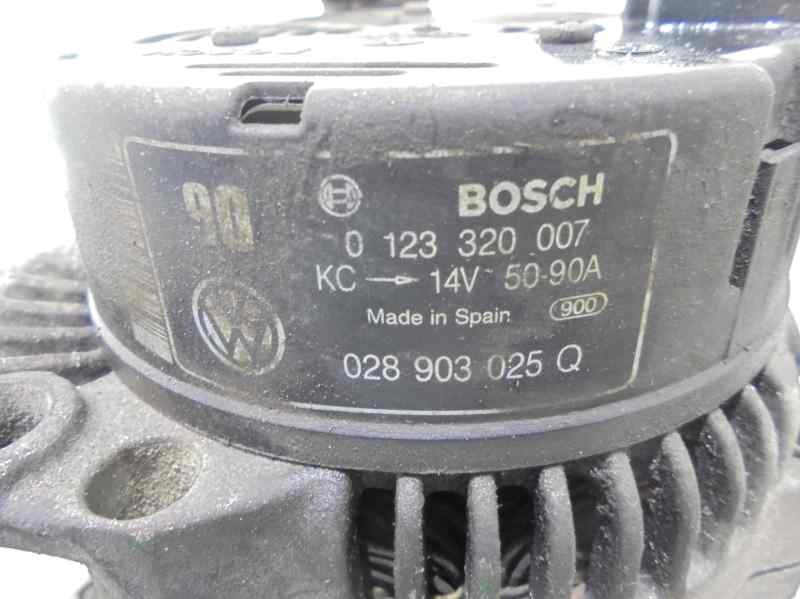 90
BOSCH
0 123 320 007
KC → 14V 50-90A
Made in Spain 900
028 903 025 Q